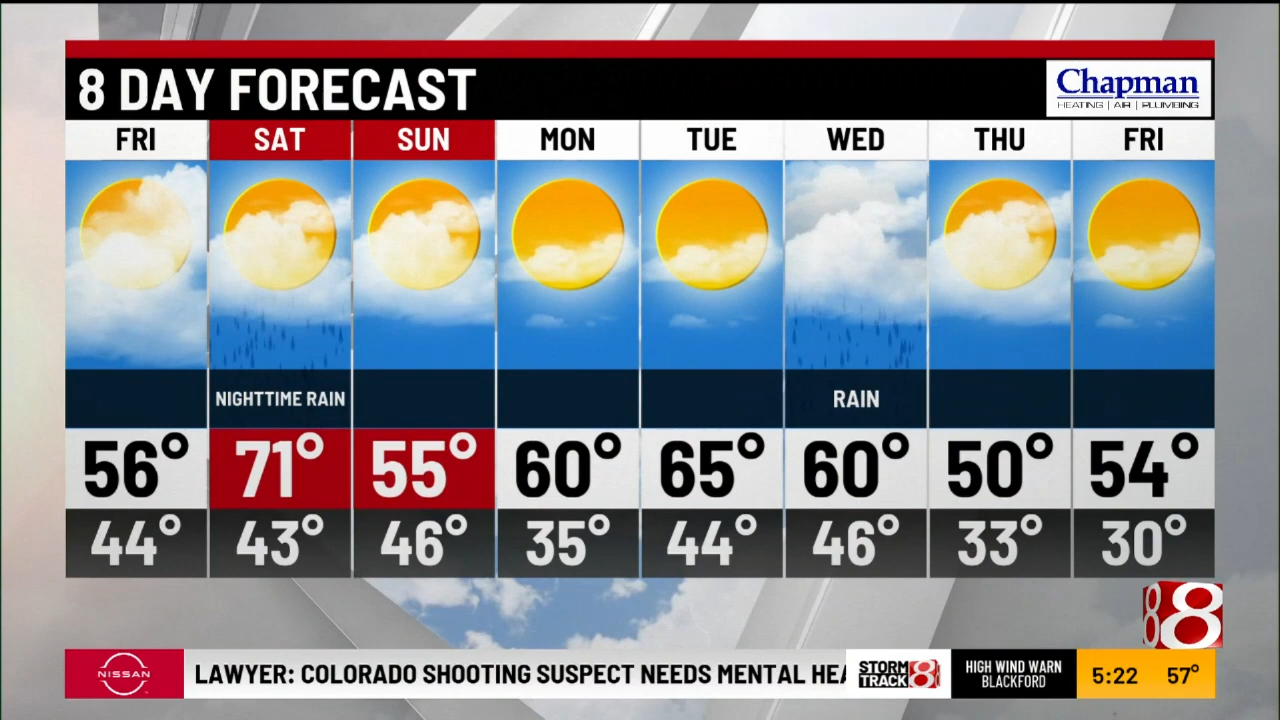 8 DAY FORECAST
Chapman
HEATING | AIR | PLUMBING
FRI SAT SUN MON TUE WED THU FRI
NIGHTTIME RAIN RAIN
56° 71° 55° 60° 65° 60° 50° 54°
44° 43° 46° 35° 44° 46° 33° 30°
8
8
8
NISSAN
LAWYER: COLORADO SHOOTING SUSPECT NEEDS MENTAL HEA
STORM
TRACK 8
HIGH WIND WARN
BLACKFORD
5:22 57°